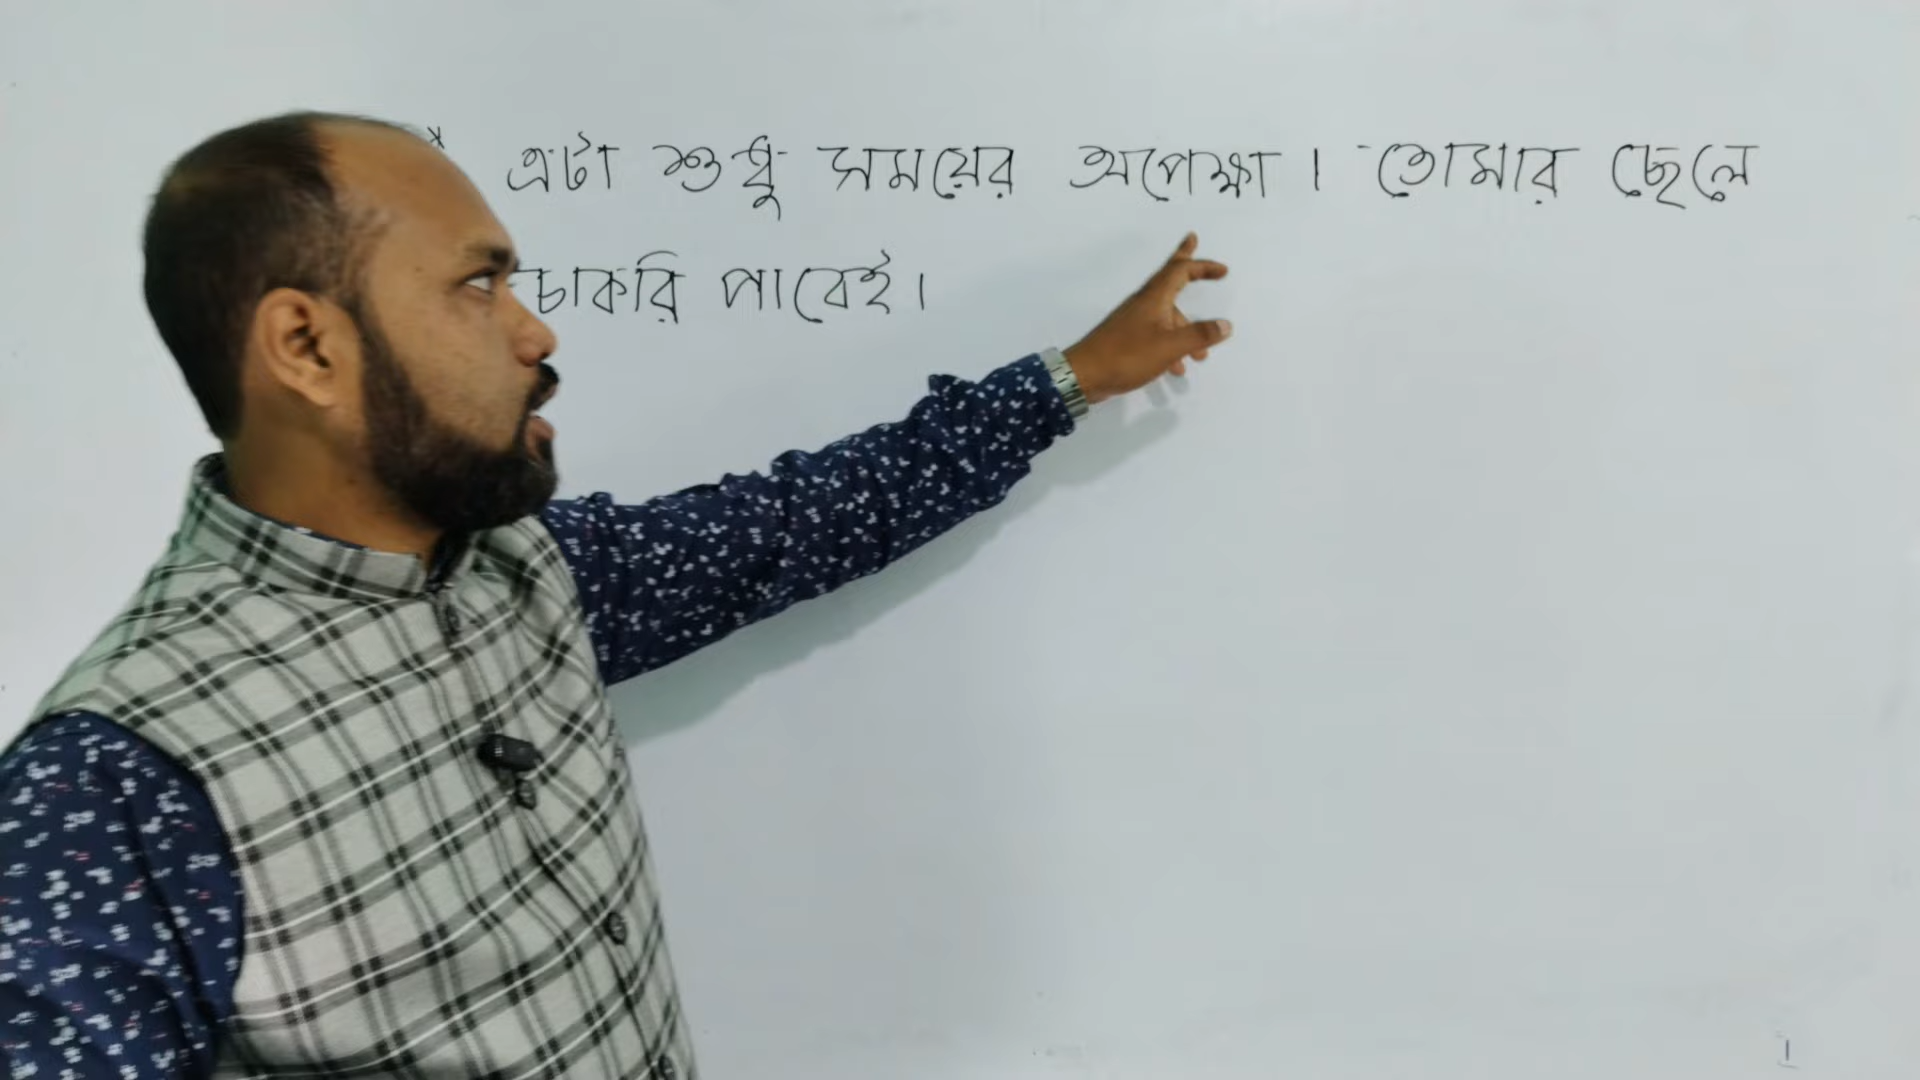 * এটা শুধু সময়ের অপেক্ষা। তোমার ছেলে
চাকরি পাবেই।